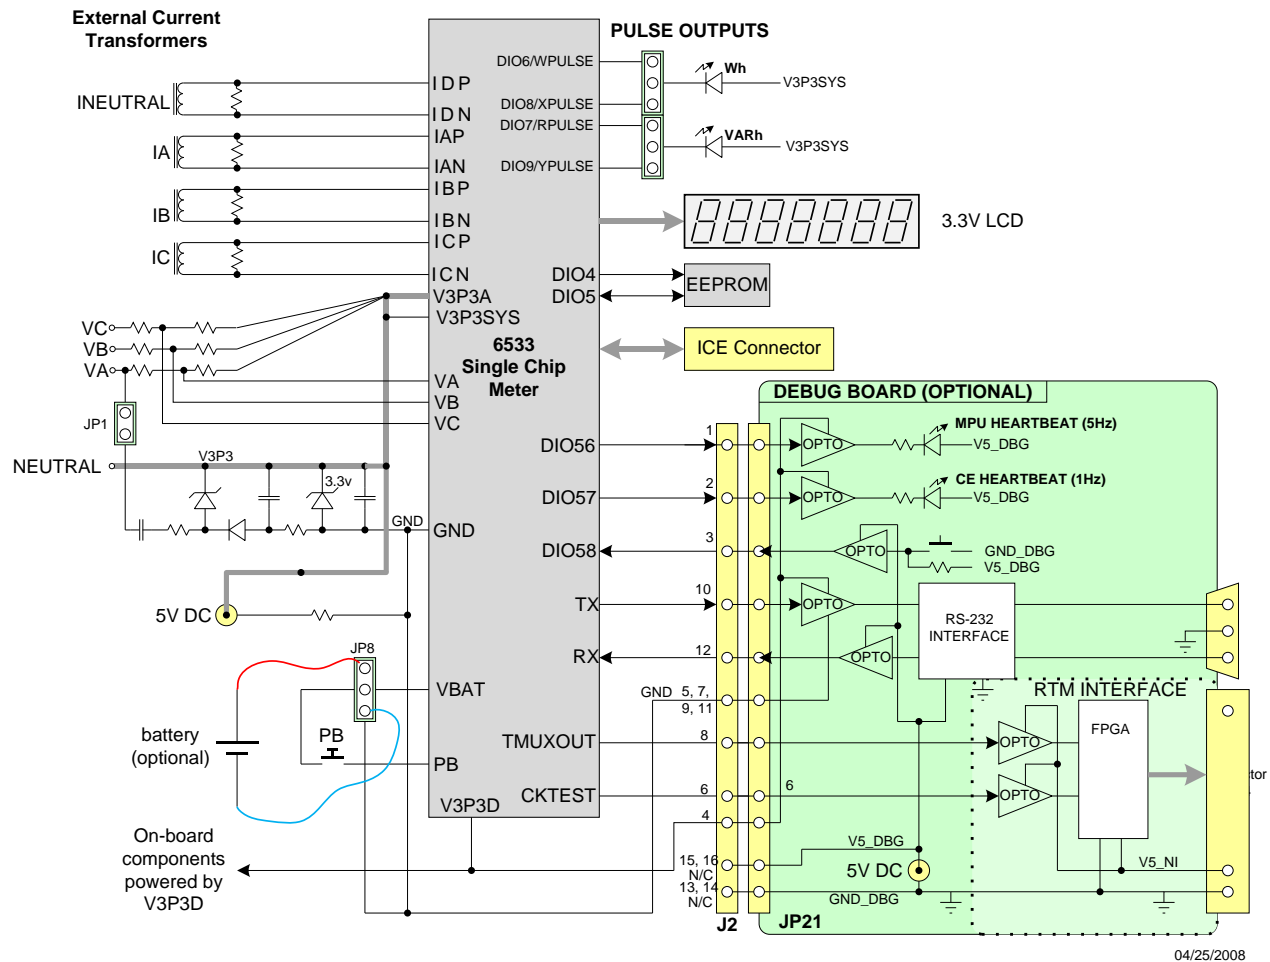 External Current
Transformers
PULSE OUTPUTS
INEUTRAL
IA
IB
IC
IDP
IDN
IAP
IAN
IBP
IBN
ICP
ICN
V3P3A
V3P3SYS
6533
Single Chip
Meter
VA
VB
VC
DIO6/WPULSE
DIO8/XPULSE
DIO7/RPULSE
DIO9/YPULSE
Wh
V3P3SYS
VARh
V3P3SYS
3.3V LCD
DIO4
DIO5
EEPROM
ICE Connector
VC
VB
VA
JP1
NEUTRAL
V3P3
3.3v
GND
GND
5V DC
JP8
VBAT
battery
(optional)
PB
PB
V3P3D
On-board
components
powered by
V3P3D
DIO56
DIO57
DIO58
TX
RX
TMUXOUT
CKTEST
1
2
3
10
12
GND
5, 7,
9, 11
8
6
4
15, 16
N/C
13, 14
N/C
J2
JP21
DEBUG BOARD (OPTIONAL)
OPTO
MPU HEARTBEAT (5Hz)
V5_DBG
OPTO
CE HEARTBEAT (1Hz)
V5_DBG
OPTO
GND_DBG
V5_DBG
OPTO
RS-232
INTERFACE
OPTO
RTM INTERFACE
OPTO
FPGA
OPTO
6
tor
V5_DBG
5V DC
V5_NI
GND_DBG
04/25/2008